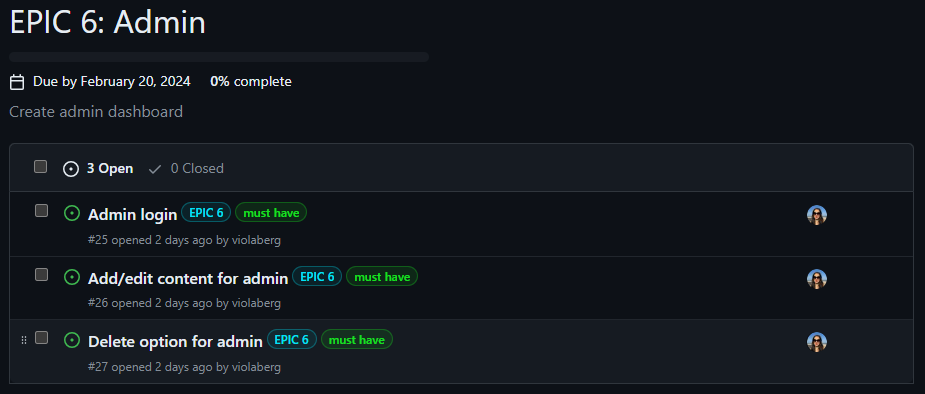 EPIC 6: Admin
Due by February 20, 2024 0% complete
Create admin dashboard
3 Open 0 Closed
Admin login EPIC 6 must have
#25 opened 2 days ago by violaberg
Add/edit content for admin EPIC 6 must have
#26 opened 2 days ago by violaberg
Delete option for admin EPIC 6 must have
#27 opened 2 days ago by violaberg